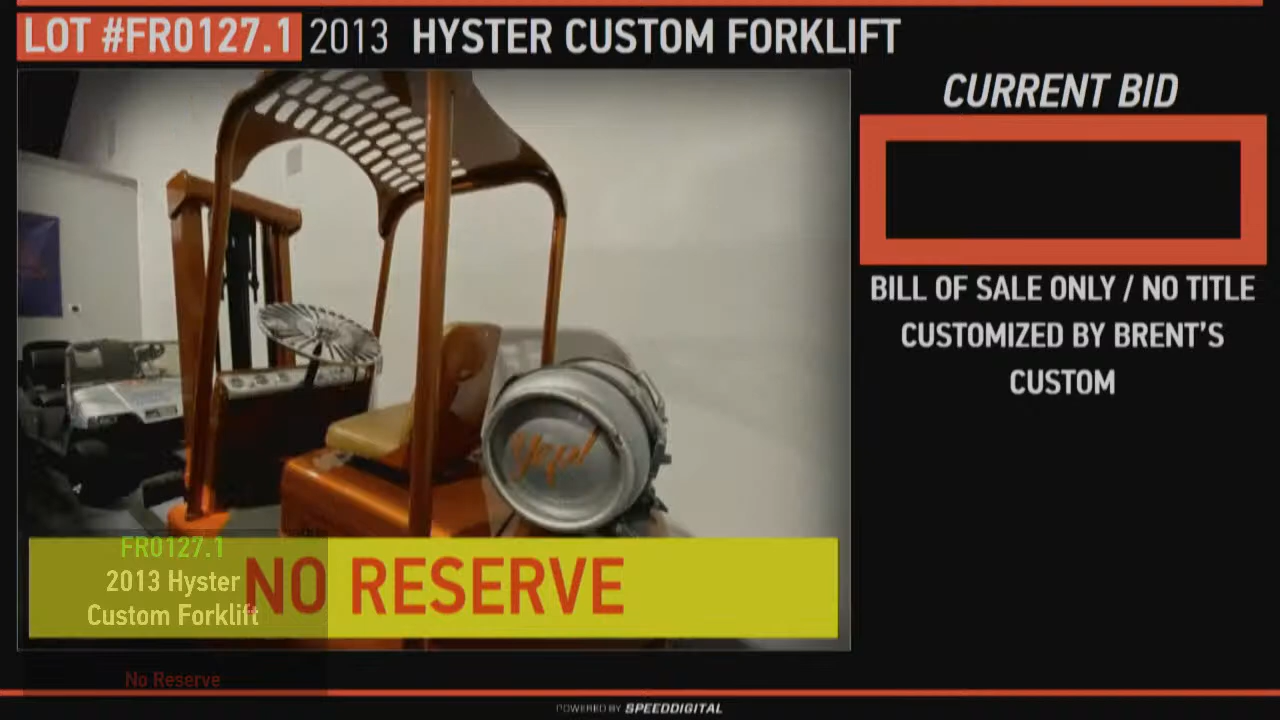 LOT #FR0127.1 2013 HYSTER CUSTOM FORKLIFT
CURRENT BID
BILL OF SALE ONLY / NO TITLE
CUSTOMIZED BY BRENT'S
CUSTOM
Yep!
NO RESERVE
FR0127.1
2013 Hyster
Custom Forklift
No Reserve
POWERED BY SPEEDDIGITAL